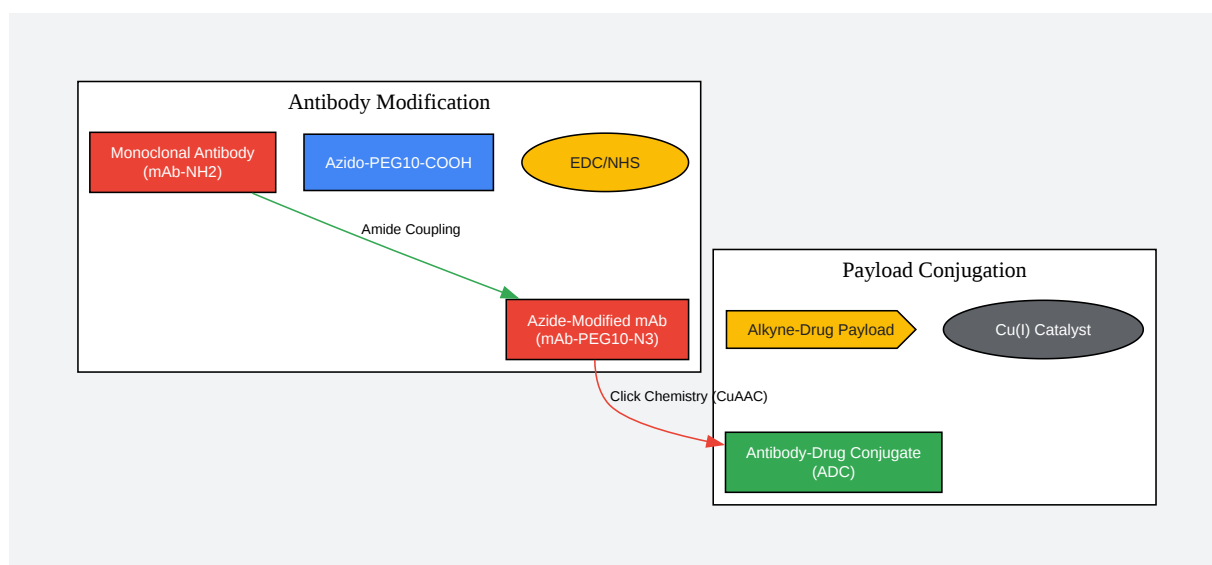 Antibody Modification
Monoclonal Antibody
(mAb-NH2)
Azido-PEG10-COOH
EDC/NHS
Amide Coupling
Azide-Modified mAb
(mAb-PEG10-N3)
Payload Conjugation
Alkyne-Drug Payload
Cu(I) Catalyst
Click Chemistry (CuAAC)
Antibody-Drug Conjugate
(ADC)